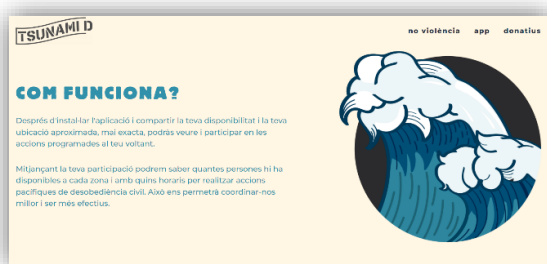 TSUNAMI D
no violència app donatius
COM FUNCIONA?
Després d'instal·lar l'aplicació i compartir la teva disponibilitat i la teva
ubicació aproximada, mai exacta, podràs veure i participar en les
accions programades al teu voltant.
Mitjançant la teva participació podrem saber quantes persones hi ha
disponibles a cada zona i amb quins horaris per realitzar accions
pacífiques de desobediència civil. Això ens permetrà coordinar-nos
millor i ser més efectius.